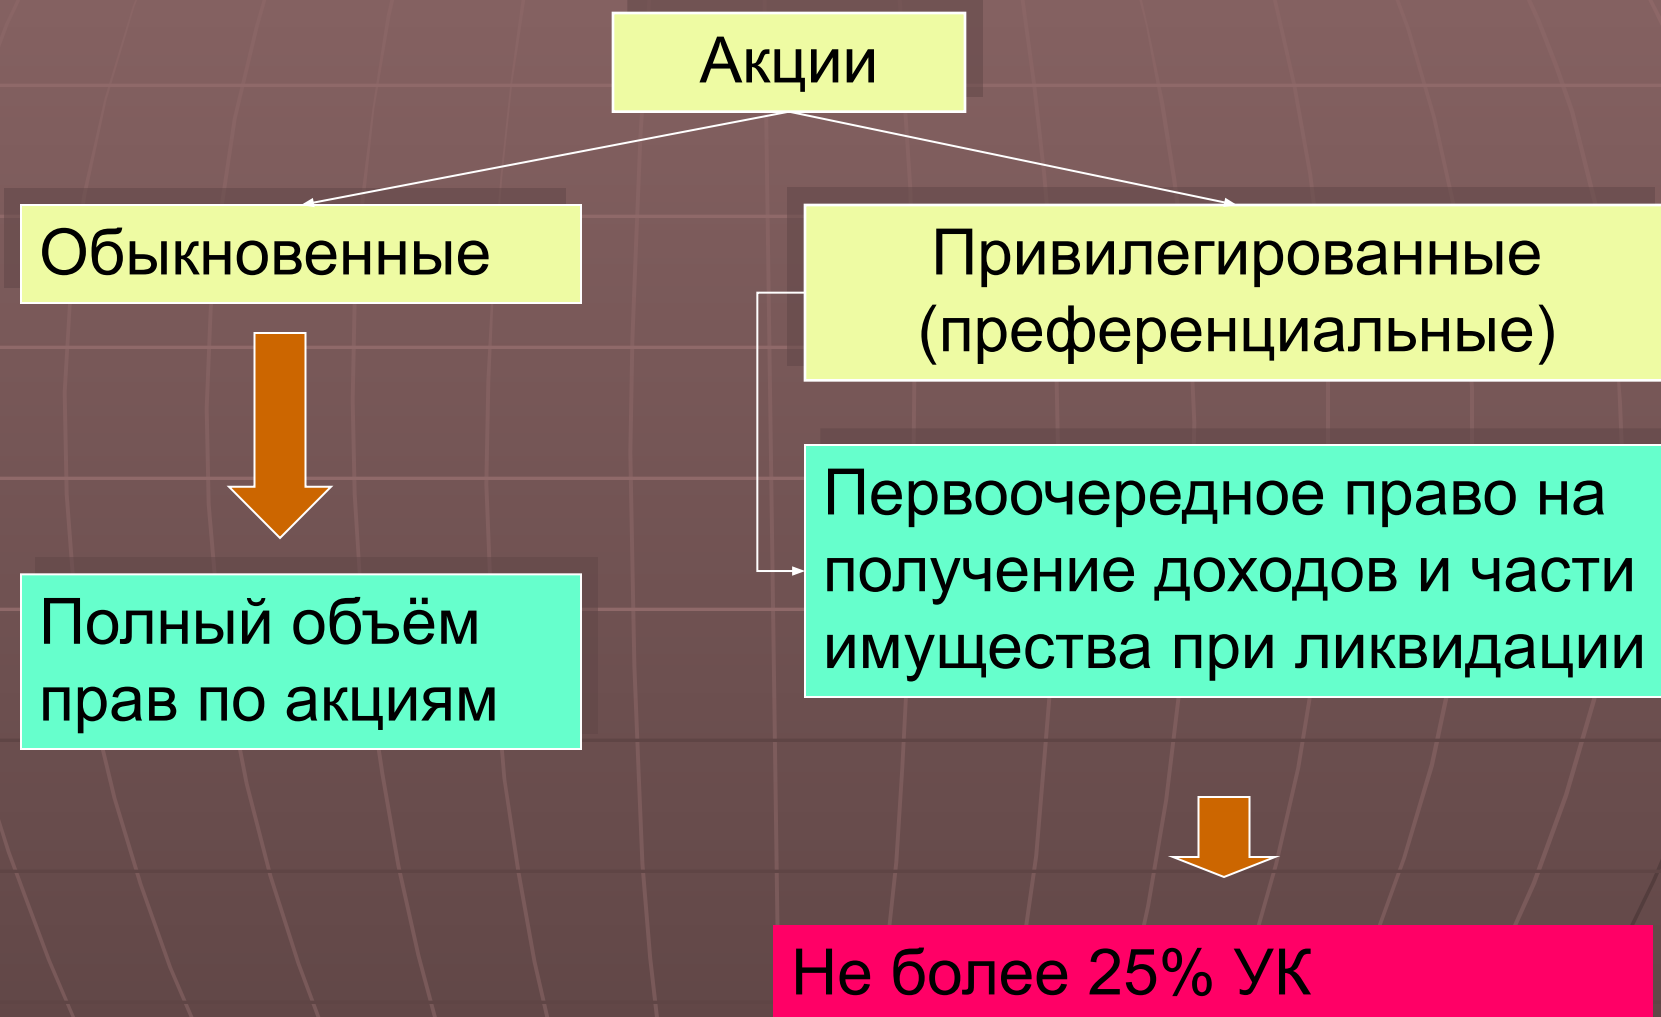 Акции
Обыкновенные
Привилегированные
(преференциальные)
Первоочередное право на
получение доходов и части
имущества при ликвидации
Полный объём
прав по акциям
Не более 25% УК